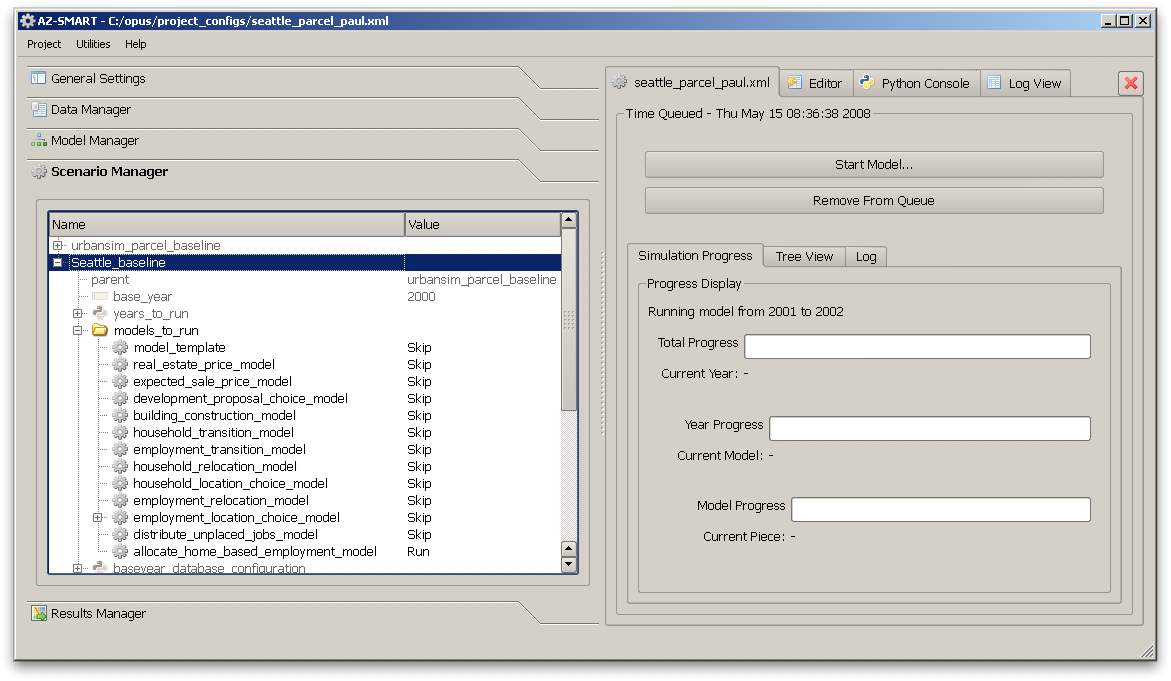 AZ-SMART - C:/opus/project_configs/seattle_parcel_paul.xml
Project Utilities Help
General Settings
Data Manager
Model Manager
Scenario Manager
Name Value
urbansim_parcel_baseline
Seattle_baseline
parent urbansim_parcel_baseline
base_year 2000
years_to_run
models_to_run
model_template Skip
real_estate_price_model Skip
expected_sale_price_model Skip
development_proposal_choice_model Skip
building_construction_model Skip
household_transition_model Skip
employment_transition_model Skip
household_relocation_model Skip
household_location_choice_model Skip
employment_relocation_model Skip
employment_location_choice_model Skip
distribute_unplaced_jobs_model Skip
allocate_home_based_employment_model Run
baseyear_database_configuration
Results Manager
seattle_parcel_paul.xml Editor Python Console Log View
Time Queued - Thu May 15 08:36:38 2008
Start Model...
Remove From Queue
Simulation Progress Tree View Log
Progress Display
Running model from 2001 to 2002
Total Progress
Current Year: -
Year Progress
Current Model: -
Model Progress
Current Piece: -